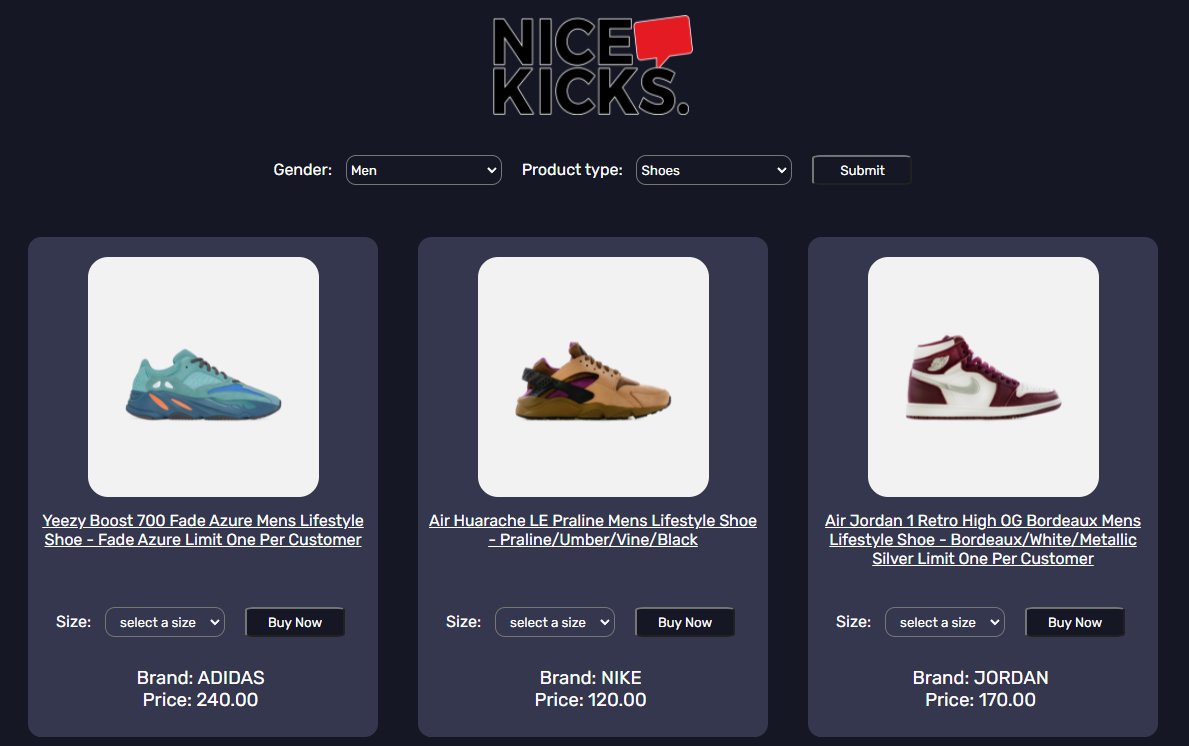 NICE
KICKS.
Gender: Men Product type: Shoes Submit
Yeezy Boost 700 Fade Azure Mens Lifestyle
Shoe - Fade Azure Limit One Per Customer
Size: select a size Buy Now
Brand: ADIDAS
Price: 240.00
Air Huarache LE Praline Mens Lifestyle Shoe
- Praline/Umber/Vine/Black
Size: select a size Buy Now
Brand: NIKE
Price: 120.00
Air Jordan 1 Retro High OG Bordeaux Mens
Lifestyle Shoe - Bordeaux/White/Metallic
Silver Limit One Per Customer
Size: select a size Buy Now
Brand: JORDAN
Price: 170.00